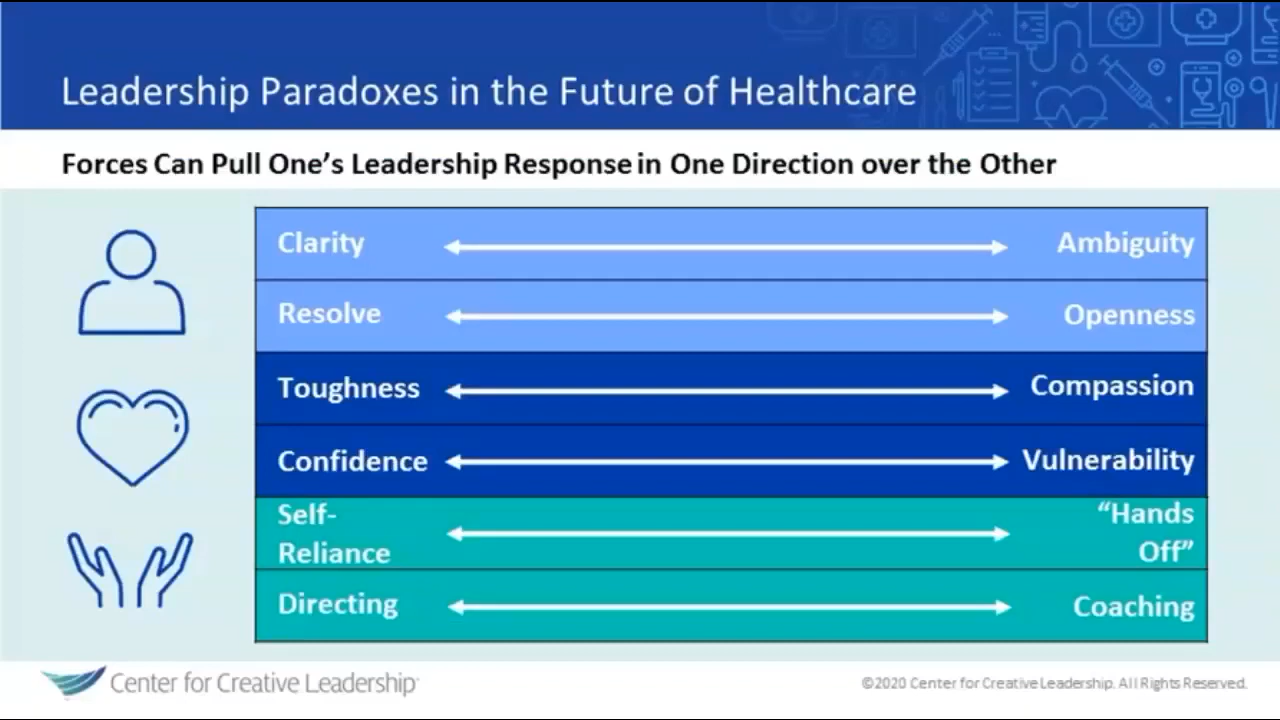 Leadership Paradoxes in the Future of Healthcare
Forces Can Pull One’s Leadership Response in One Direction over the Other
Clarity Ambiguity
Resolve Openness
Toughness Compassion
Confidence Vulnerability
Self-
Reliance
“Hands
Off”
Directing Coaching
Center for Creative Leadership
©2020 Center for Creative Leadership. All Rights Reserved.